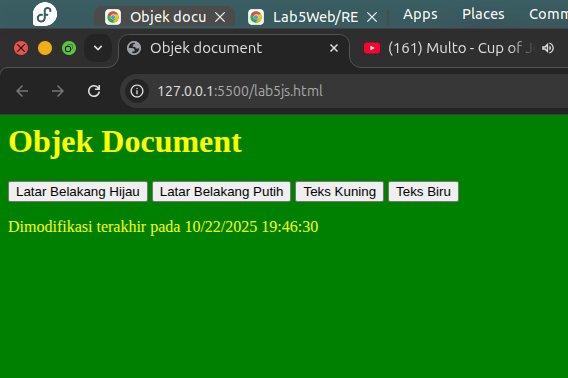 Objek docu Lab5Web/RE Apps Places Comm
Objek document (161) Multo - Cup of J
127.0.0.1:5500/lab5js.html
Objek Document
Latar Belakang Hijau Latar Belakang Putih Teks Kuning Teks Biru
Dimodifikasi terakhir pada 10/22/2025 19:46:30